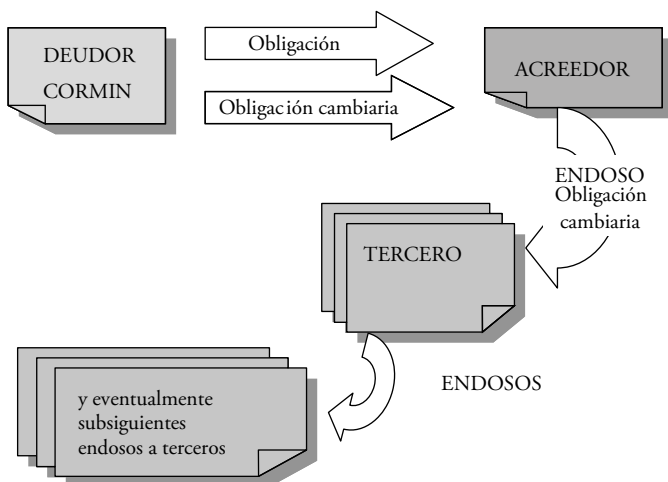 DEUDOR
CORMIN
Obligación
Obligación cambiaria
ACREEDOR
ENDOSO
Obligación
cambiaria
TERCERO
ENDOSOS
y eventualmente
subsiguientes
endosos a terceros